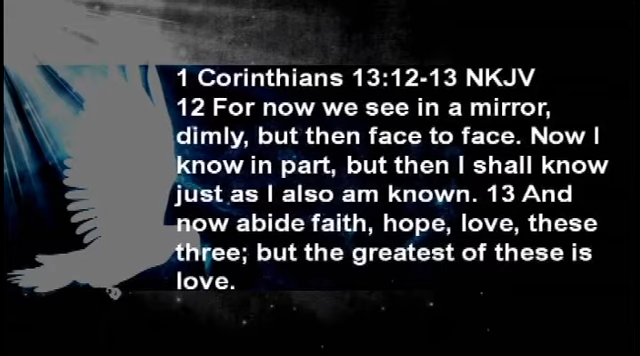 1 Corinthians 13:12-13 NKJV
12 For now we see in a mirror,
dimly, but then face to face. Now I
know in part, but then I shall know
just as I also am known. 13 And
now abide faith, hope, love, these
three; but the greatest of these is
love.